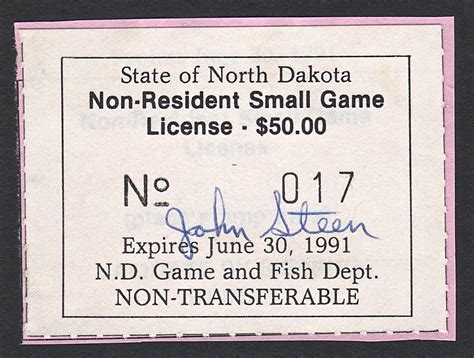 State of North Dakota
Non-Resident Small Game
License - $50.00
No 017
John Steen
Expires June 30, 1991
N.D. Game and Fish Dept.
NON-TRANSFERABLE